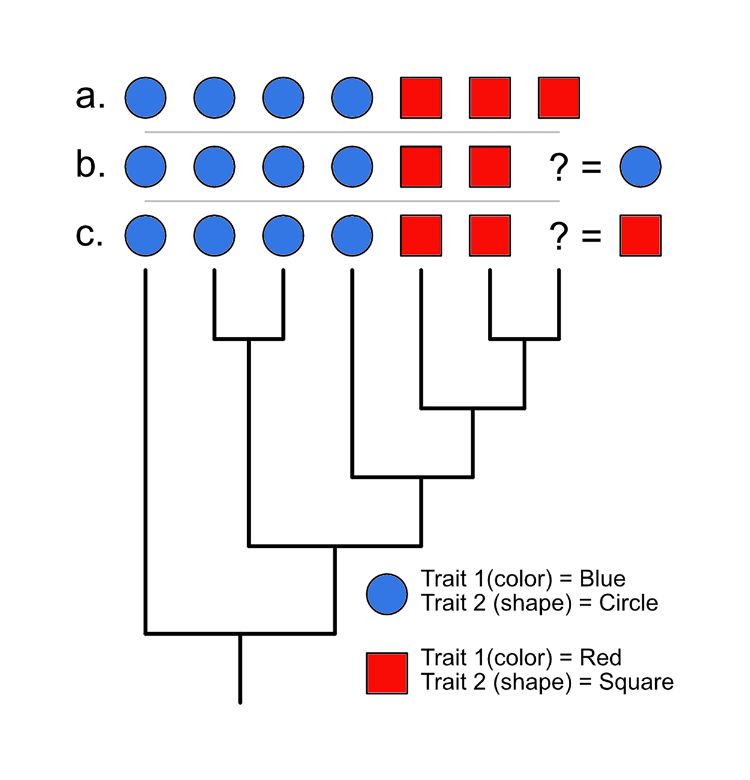 a.
b. ? =
c. ? =
Trait 1(color) = Blue
Trait 2 (shape) = Circle
Trait 1(color) = Red
Trait 2 (shape) = Square